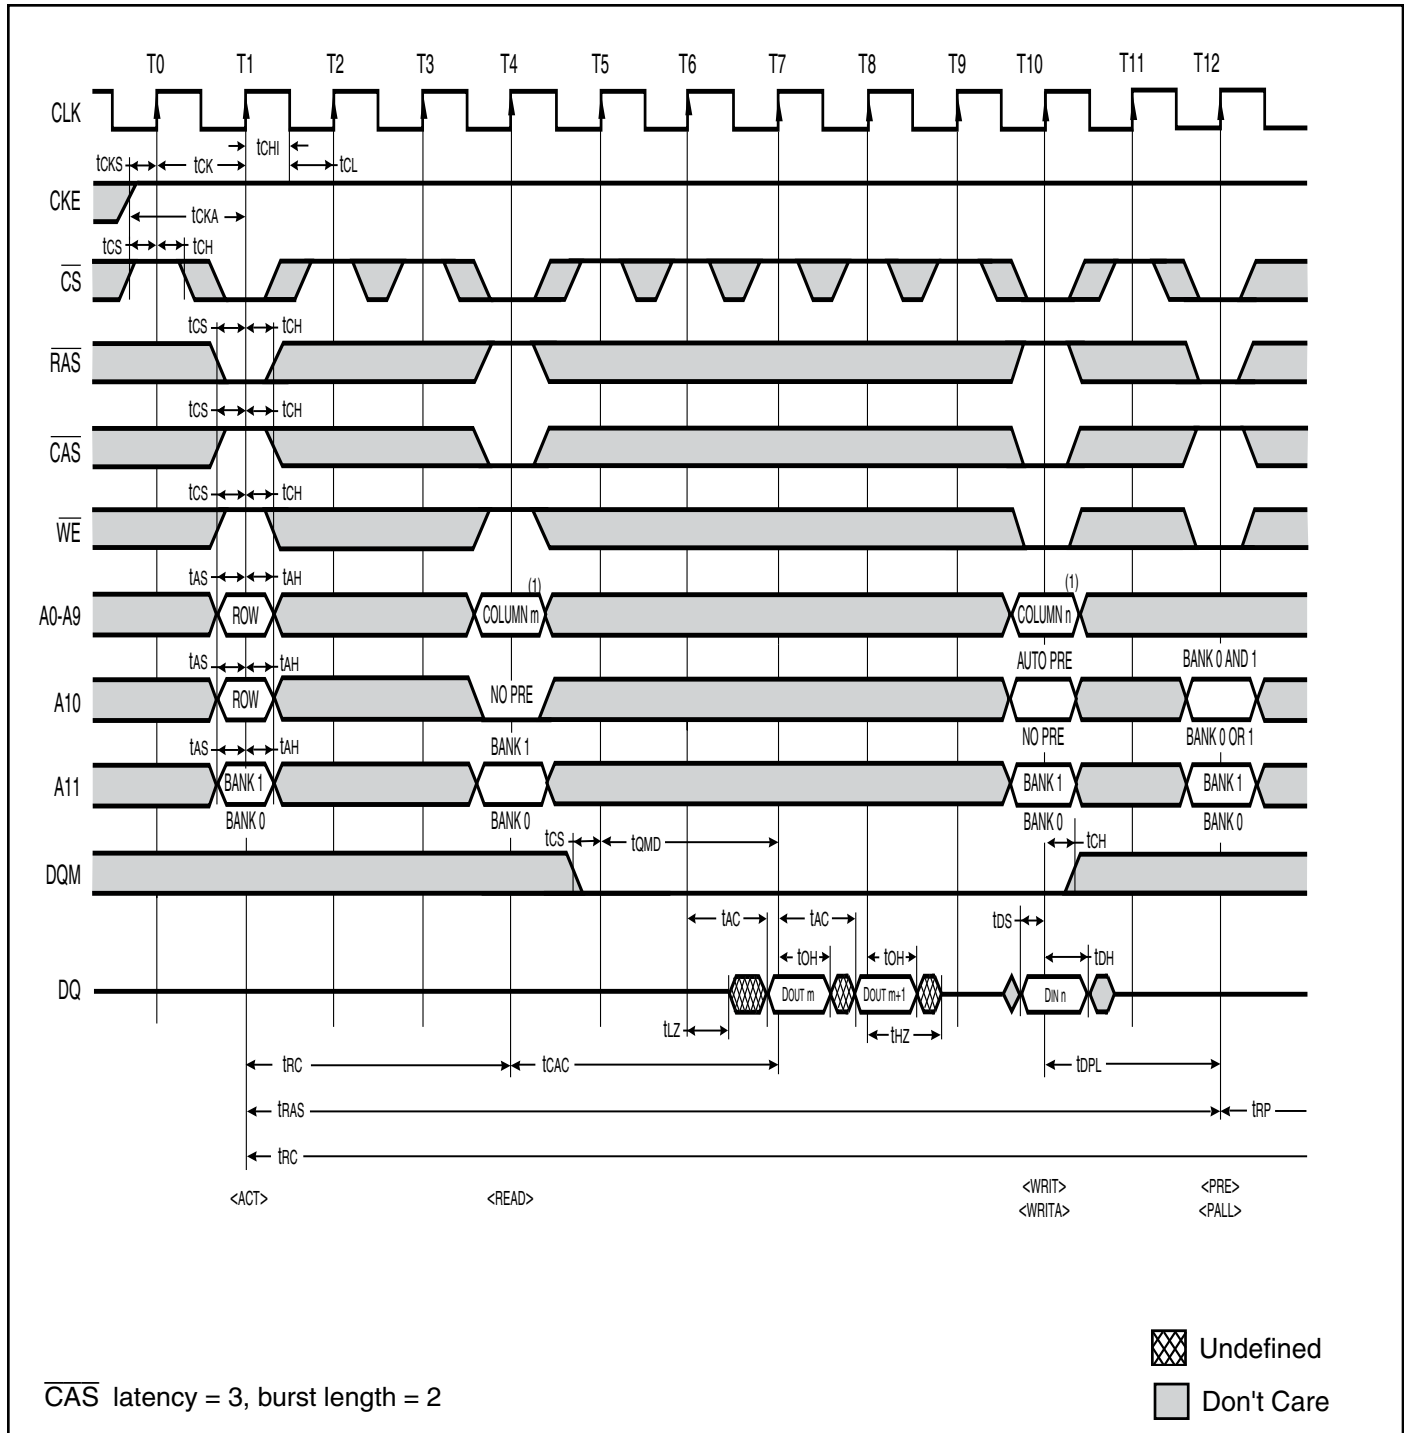 T0 T1 T2 T3 T4 T5 T6 T7 T8 T9 T10 T11 T12
CLK
tCHI
tCKS tCK tCL
CKE
tCKA
tCS tCH
CS
tCS tCH
RAS
tCS tCH
CAS
tCS tCH
WE
tAS tAH (1) (1)
A0-A9 ROW COLUMN m COLUMN n
tAS tAH AUTO PRE BANK 0 AND 1
A10 ROW NO PRE
tAS tAH BANK 1 NO PRE BANK 0 OR 1
A11 BANK 1 BANK 1 BANK 1
BANK 0 BANK 0 BANK 0 BANK 0
tCS tQMD tCH
DQM
tAC tAC tDS
tOH tOH tDH
DQ DOUT m DOUT m+1 DIN n
tLZ tHZ
tRC tCAC tDPL
tRAS tRP
tRC
<ACT> <READ> <WRIT> <PRE>
<WRITA> <PALL>
Undefined
CAS latency = 3, burst length = 2 Don't Care